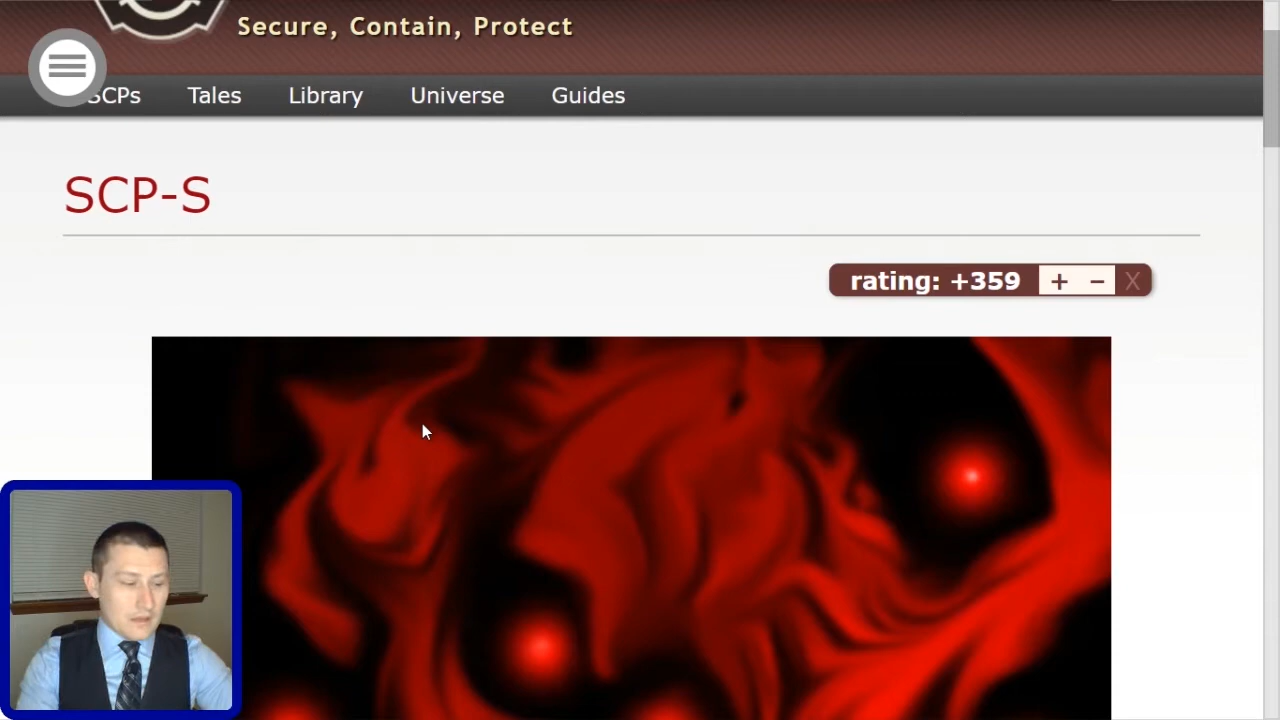 Secure, Contain, Protect
SCPs Tales Library Universe Guides
SCP-S
rating: +359 + – X